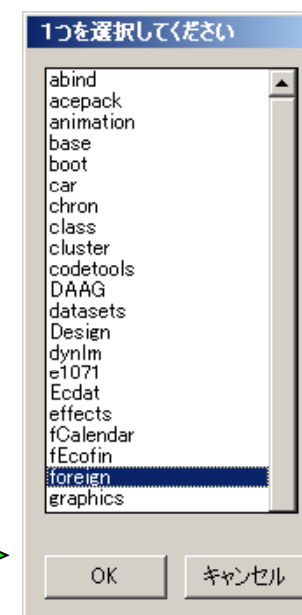 1つを選択してください
abind
acepack
animation
base
boot
car
chron
class
cluster
codetools
DAAG
datasets
Design
dynlm
e1071
Ecdat
effects
fCalendar
fEcofin
foreign
graphics
OK キャンセル